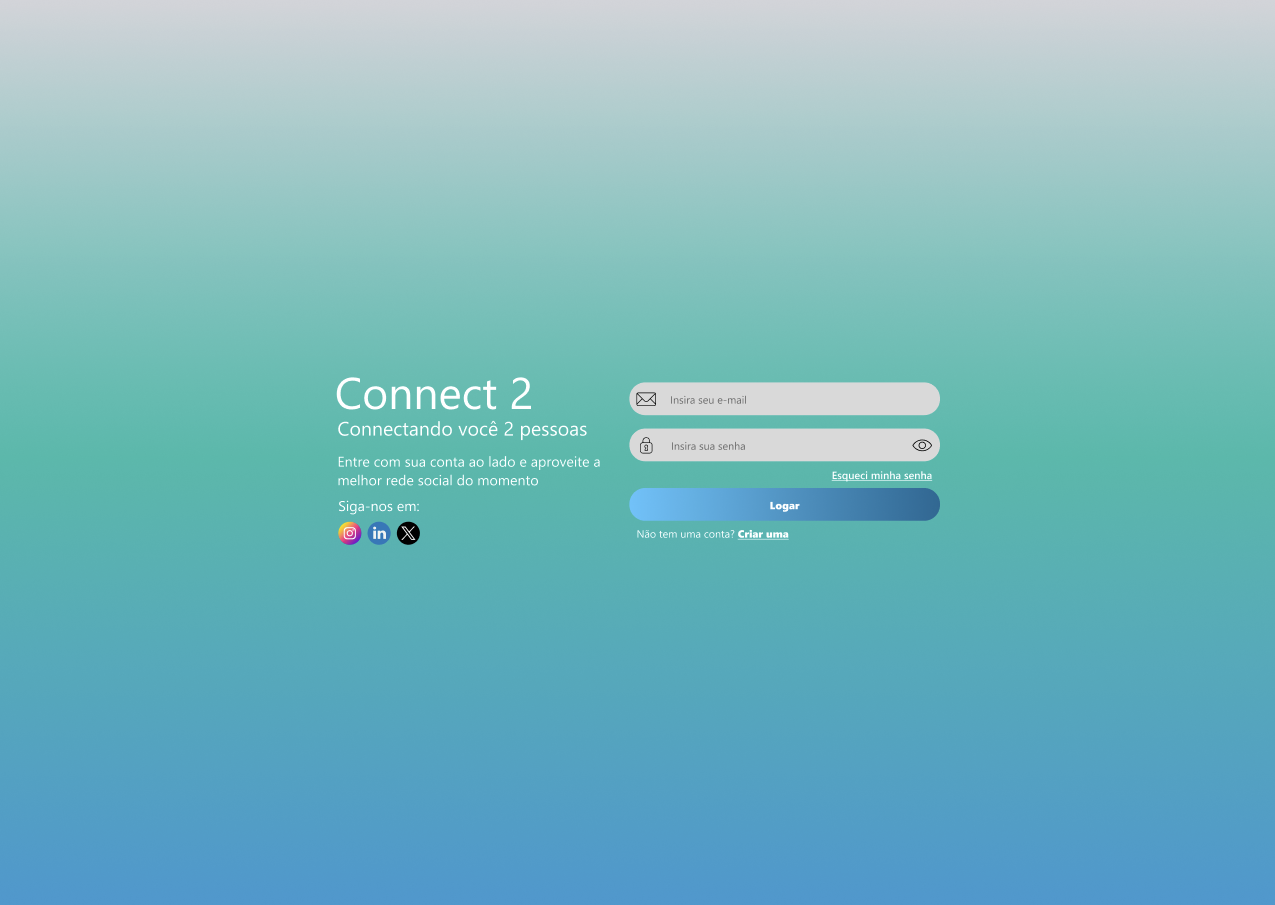 Connect 2
Connectando você 2 pessoas
Entre com sua conta ao lado e aproveite a
melhor rede social do momento
Siga-nos em:
Insira seu e-mail
Insira sua senha
Esqueci minha senha
Logar
Não tem uma conta? Criar uma